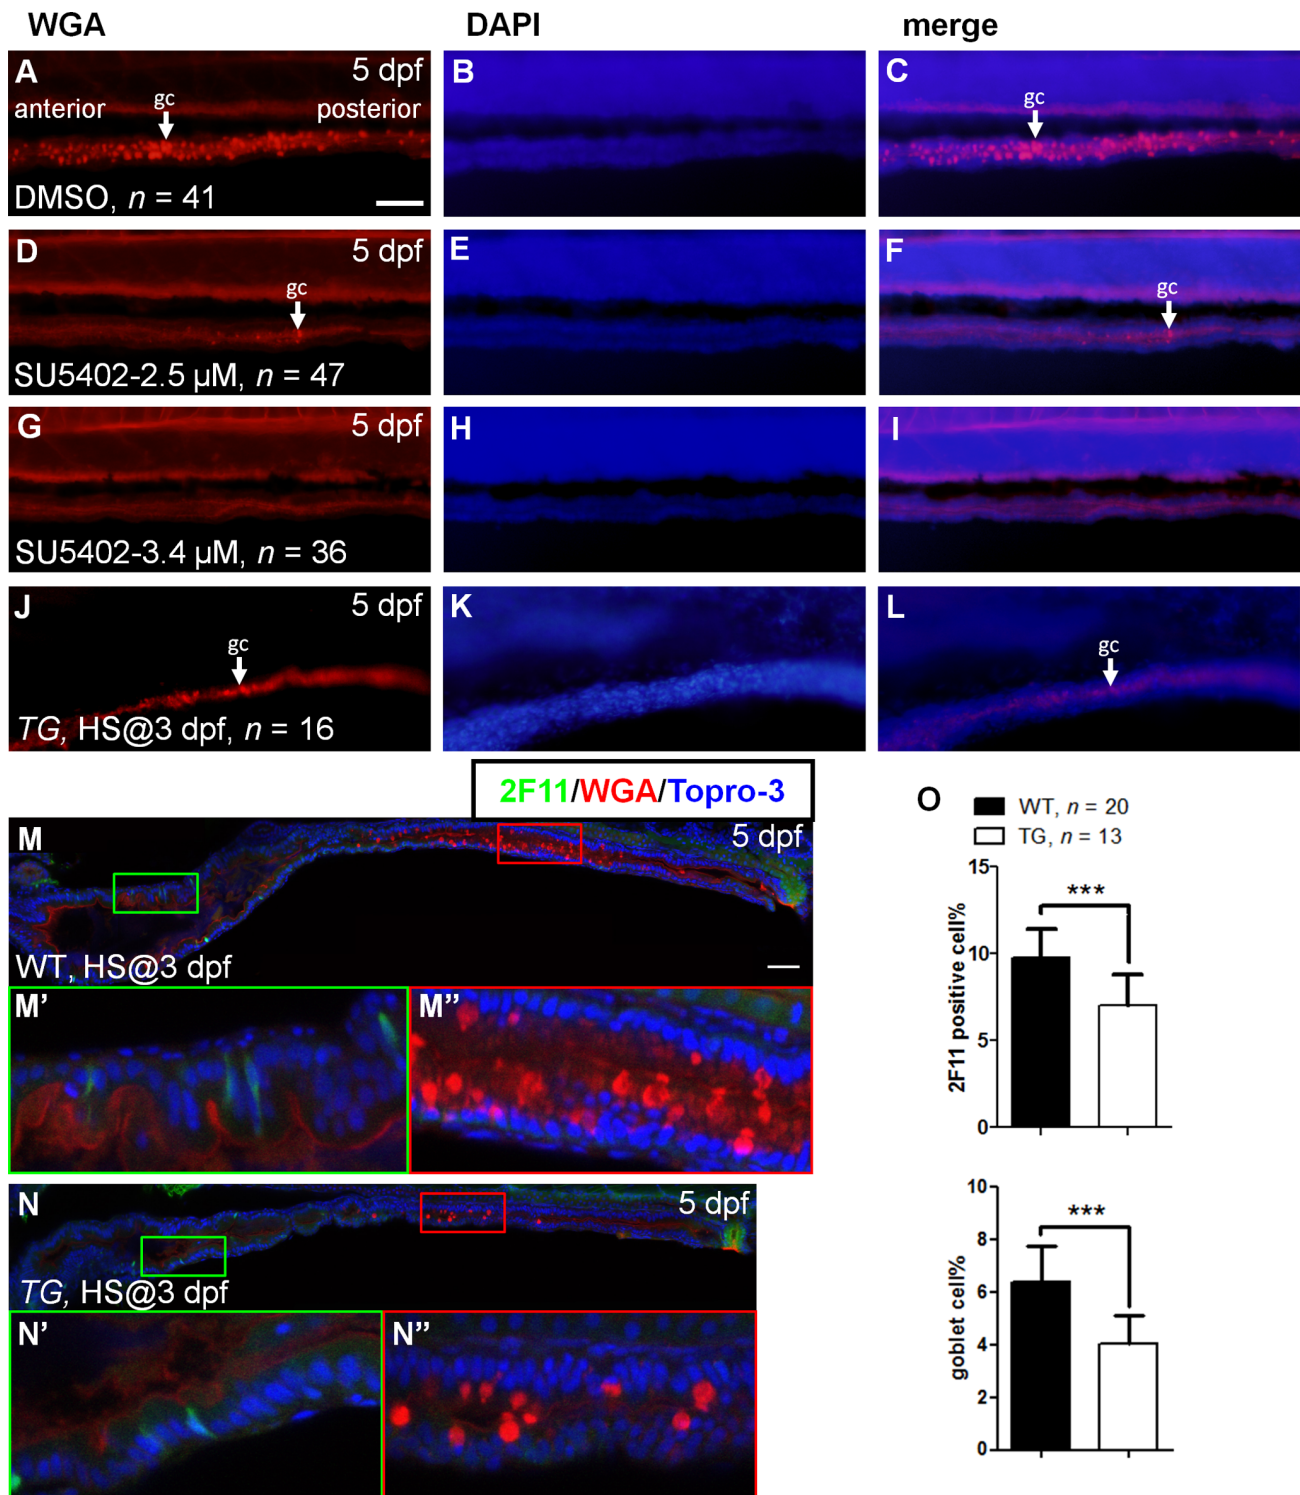 WGA DAPI merge
A 5 dpf B C
gc gc
anterior posterior
DMSO, n = 41
D 5 dpf E F
gc gc
SU5402-2.5 µM, n = 47
G 5 dpf H I
SU5402-3.4 µM, n = 36
J 5 dpf K L
gc gc
TG, HS@3 dpf, n = 16
2F11/WGA/Topro-3
M 5 dpf
WT, HS@3 dpf
M' M"
N 5 dpf
TG, HS@3 dpf
N' N"
O
WT, n = 20
TG, n = 13
15
***
10
5
0
2F11 positive cell%
8
***
6
4
2
0
goblet cell%